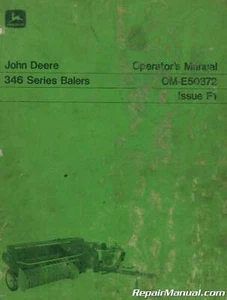 JOHN DEERE
John Deere
346 Series Balers
Operator's Manual
OM-E50372
Issue F1
RepairManual.com